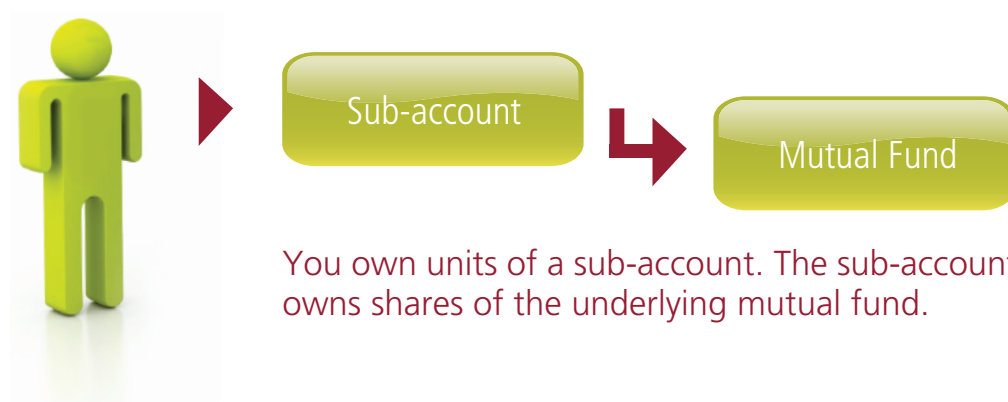 Sub-account
Mutual Fund
You own units of a sub-account. The sub-account
owns shares of the underlying mutual fund.